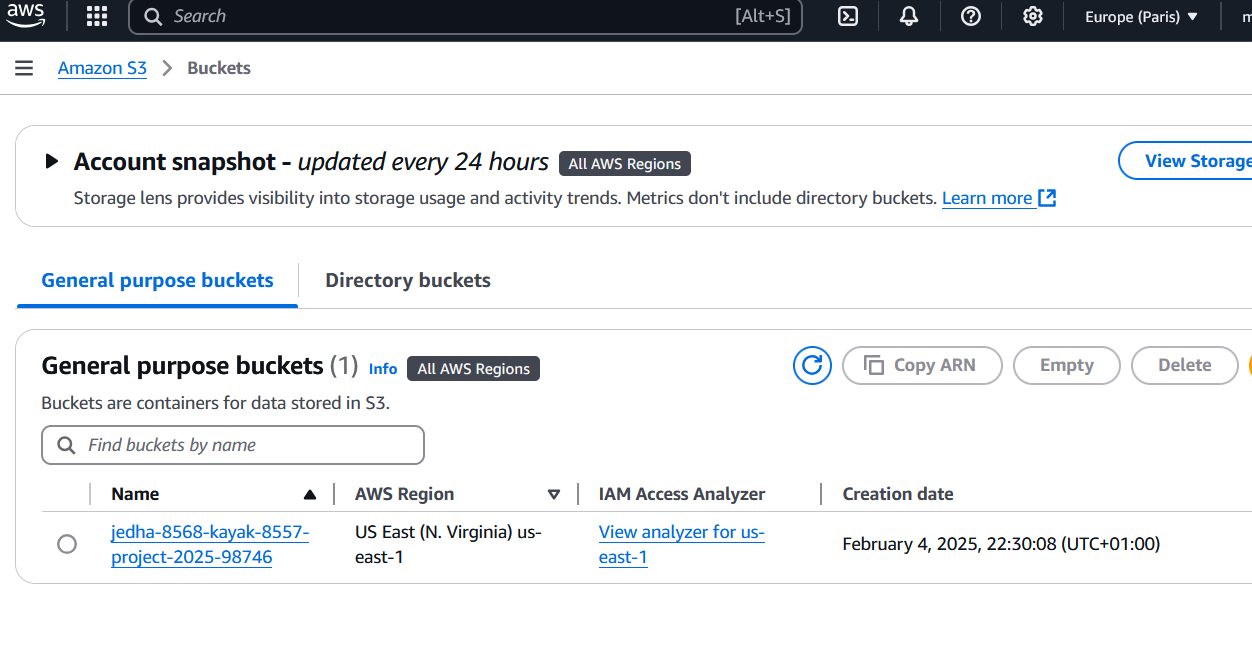 aws
Search [Alt+S] Europe (Paris)
Amazon S3 Buckets
Account snapshot - updated every 24 hours All AWS Regions View Storage
Storage lens provides visibility into storage usage and activity trends. Metrics don't include directory buckets. Learn more
General purpose buckets Directory buckets
General purpose buckets (1) Info All AWS Regions Copy ARN Empty Delete
Buckets are containers for data stored in S3.
Find buckets by name
Name AWS Region IAM Access Analyzer Creation date
jedha-8568-kayak-8557- US East (N. Virginia) us- View analyzer for us-
February 4, 2025, 22:30:08 (UTC+01:00)
project-2025-98746 east-1 east-1